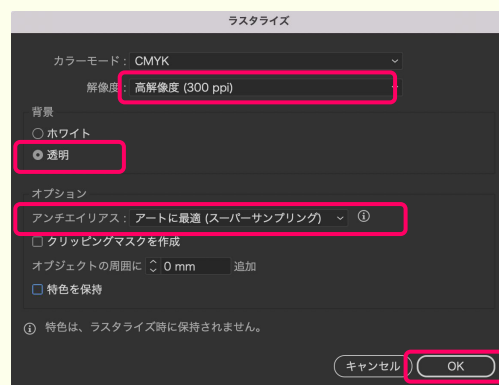 ラスタライズ
カラーモード : CMYK
解像度 : 高解像度 (300 ppi)
背景
ホワイト
透明
オプション
アンチエイリアス : アートに最適 (スーパーサンプリング)
クリッピングマスクを作成
オブジェクトの周囲に 0 mm 追加
特色を保持
特色は、ラスタライズ時に保持されません。
キャンセル OK